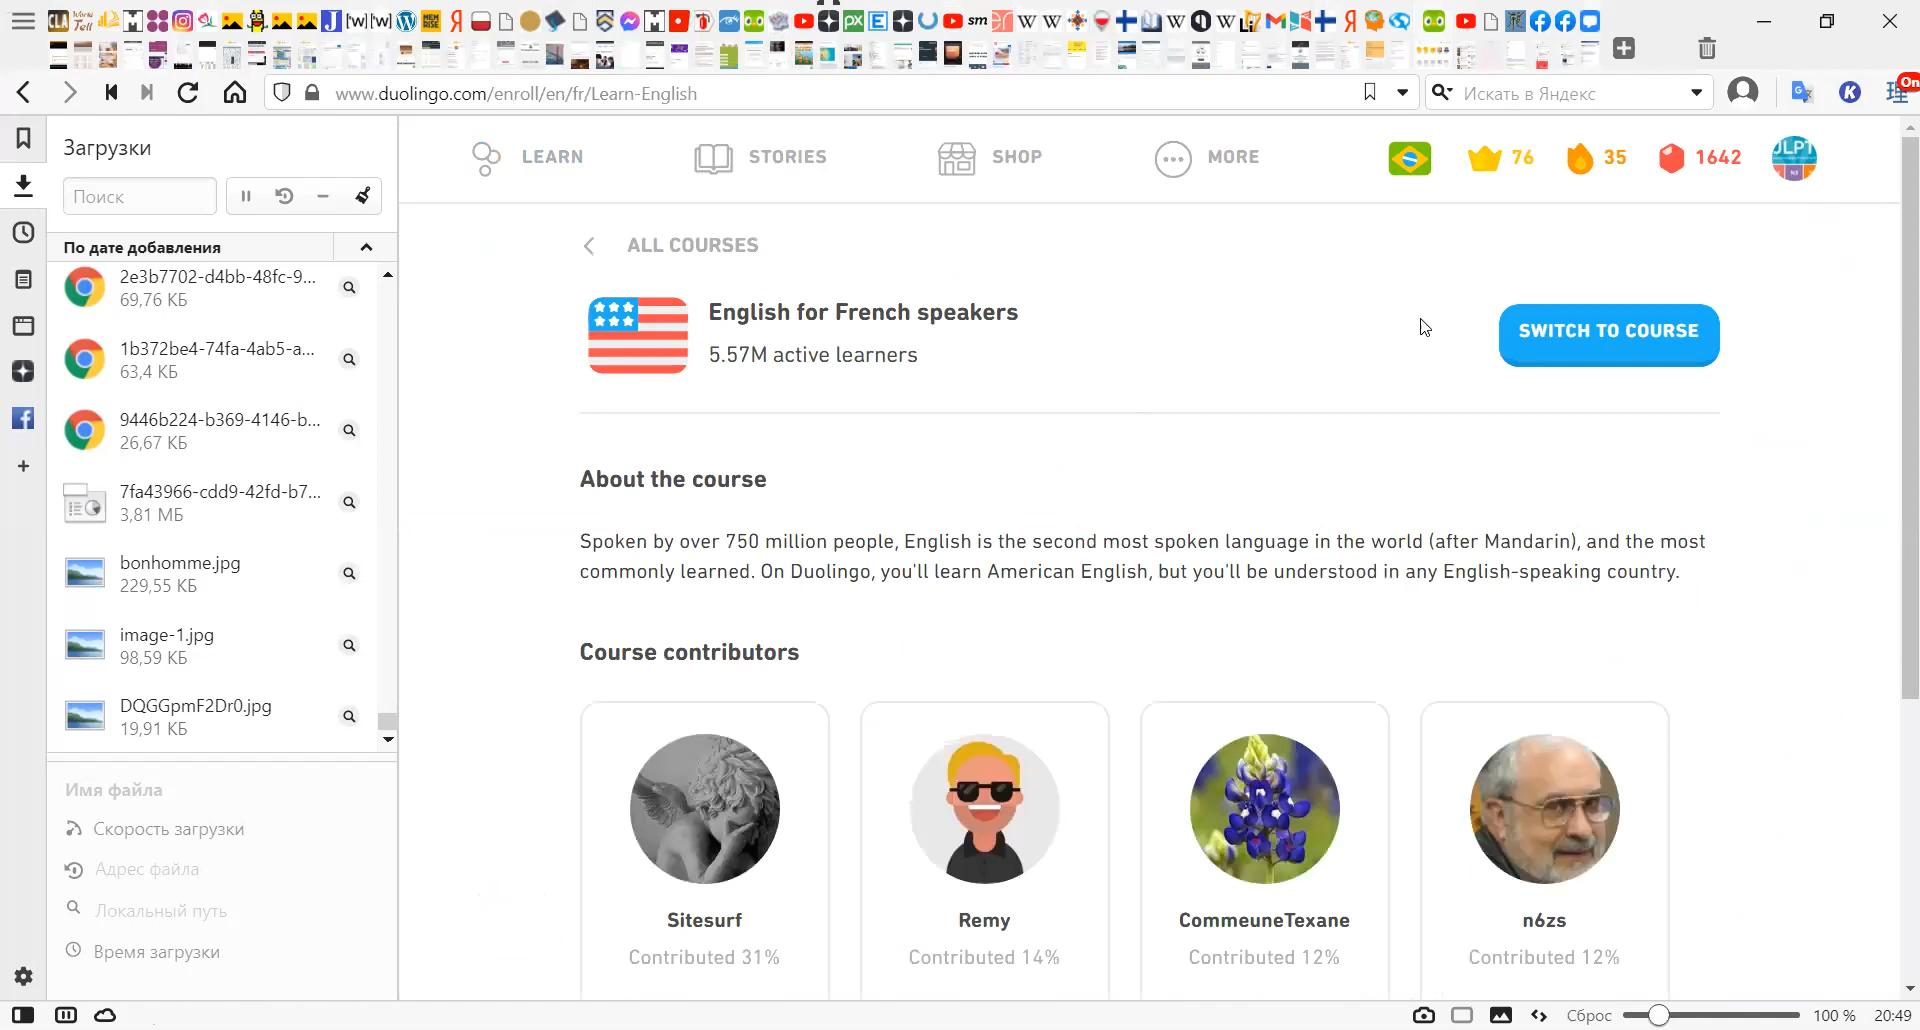 www.duolingo.com/enroll/en/fr/Learn-English
Искать в Яндекс
On
Загрузки
Поиск
По дате добавления
2e3b7702-d4bb-48fc-9...
69,76 КБ
1b372be4-74fa-4ab5-a...
63,4 КБ
9446b224-b369-4146-b...
26,67 КБ
7fa43966-cdd9-42fd-b7...
3,81 МБ
bonhomme.jpg
229,55 КБ
image-1.jpg
98,59 КБ
DQGGpmF2Dr0.jpg
19,91 КБ
Имя файла
Скорость загрузки
Адрес файла
Локальный путь
Время загрузки
LEARN STORIES SHOP MORE 76 35 1642
JLPT
N3
ALL COURSES
English for French speakers
5.57M active learners
SWITCH TO COURSE
About the course
Spoken by over 750 million people, English is the second most spoken language in the world (after Mandarin), and the most
commonly learned. On Duolingo, you'll learn American English, but you'll be understood in any English-speaking country.
Course contributors
Sitesurf
Contributed 31%
Remy
Contributed 14%
CommeuneTexane
Contributed 12%
n6zs
Contributed 12%
Сброс 100 % 20:49